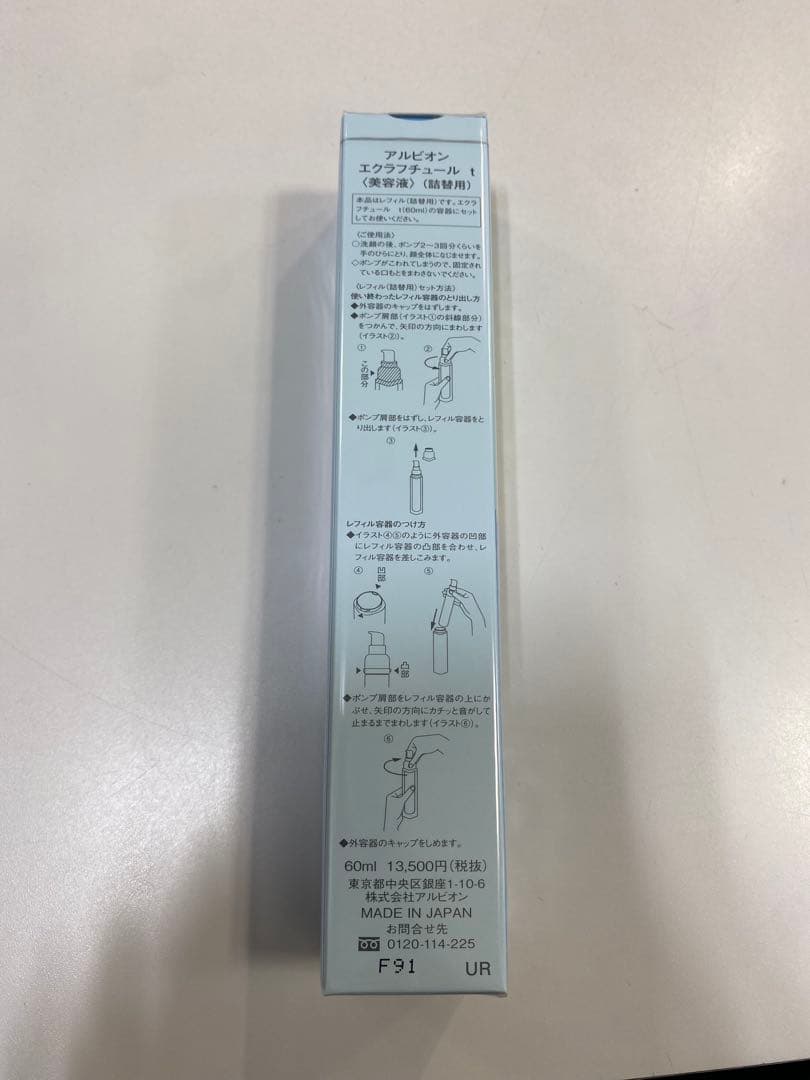 アルビオン
エクラフチュール t
〈美容液〉(詰替用)
本品はレフィル(詰替用)です。エクラ
フチュール t(60ml)の容器にセット
してお使いください。
〈ご使用法〉
○洗顔の後、ポンプ2〜3回分くらいを
手のひらにとり、顔全体になじませます。
◇ポンプがこわれてしまうので、固定され
ている口もとをまわさないでください。
〈レフィル(詰替用)セット方法〉
使い終わったレフィル容器のとり出し方
◆外容器のキャップをはずします。
◆ポンプ肩部(イラスト①の斜線部分)
をつかんで、矢印の方向にまわします
(イラスト②)。
① ②
この部分
◆ポンプ肩部をはずし、レフィル容器をと
り出します(イラスト③)。
③
レフィル容器のつけ方
◆イラスト④⑤のように外容器の凹部
にレフィル容器の凸部を合わせ、レ
フィル容器を差しこみます。
④ 凹部 ⑤
凸部
◆ポンプ肩部をレフィル容器の上にか
ぶせ、矢印の方向にカチッと音がして
止まるまでまわします(イラスト⑥)。
⑥
◆外容器のキャップをしめます。
60ml 13,500円(税抜)
東京都中央区銀座1-10-6
株式会社アルビオン
MADE IN JAPAN
お問合せ先
0120-114-225
F91 UR